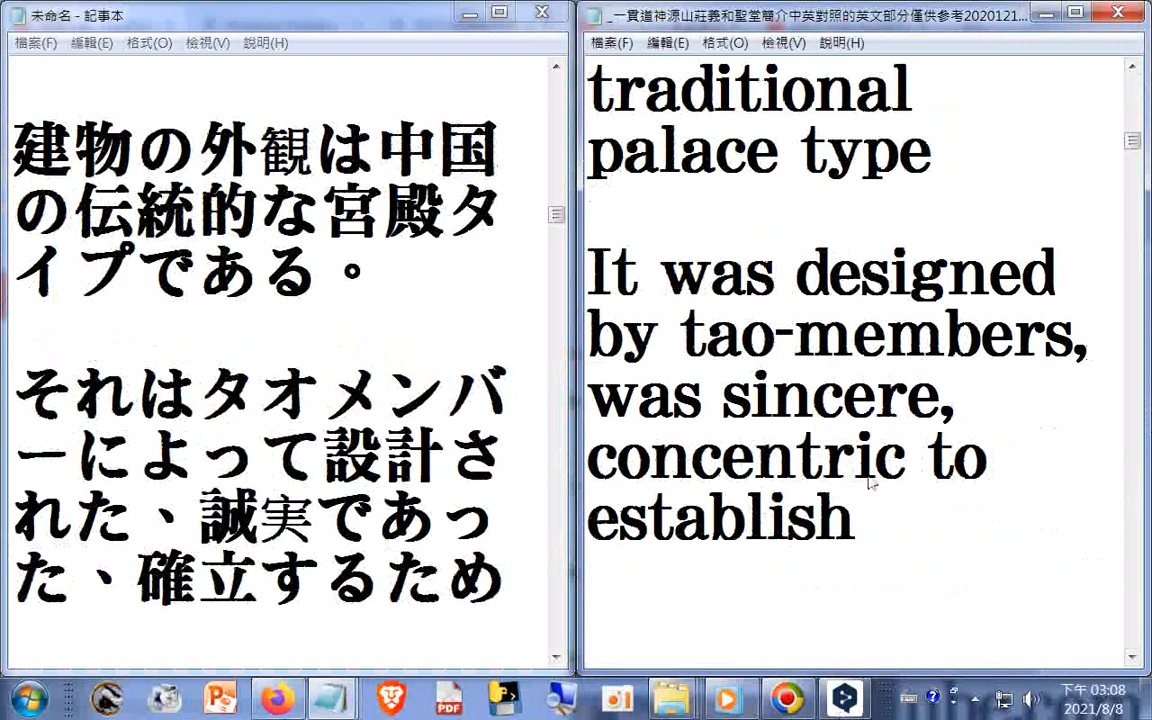 未命名 - 記事本
檔案(F) 編輯(E) 格式(O) 檢視(V) 説明(H)
建物の外観は中国
の伝統的な宮殿タ
イプである。
それはタオメンバ
ーによって設計さ
れた、誠実であっ
た、確立するため
_一貫道神源山莊義和聖堂簡介中英對照的英文部分僅供參考2020121...
檔案(F) 編輯(E) 格式(O) 檢視(V) 説明(H)
traditional
palace type
It was designed
by tao-members,
was sincere,
concentric to
establish
下午 03:08
2021/8/8